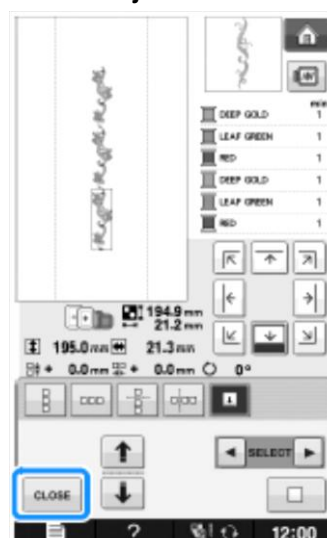 min
DEEP GOLD 1
LEAF GREEN 1
RED 1
DEEP GOLD 1
LEAF GREEN 1
RED 1
194.9 mm
21.2 mm
195.0 mm 21.3 mm
+ 0.0 mm + 0.0 mm 0°
SELECT
CLOSE
? 12:00